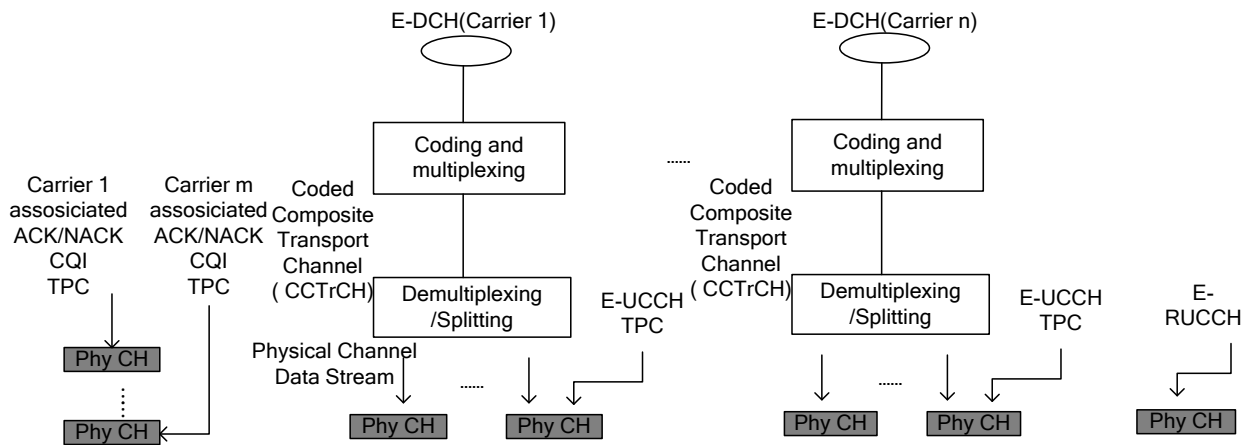 E-DCH(Carrier 1)
E-DCH(Carrier n)
Coding and
multiplexing
......
Coding and
multiplexing
Carrier 1
assosiciated
ACK/NACK
CQI
TPC
Carrier m
assosiciated
ACK/NACK
CQI
TPC
Coded
Composite
Transport
Channel
( CCTrCH)
Coded
Composite
Transport
Channel
( CCTrCH)
Demultiplexing
/Splitting
E-UCCH
TPC
Demultiplexing
/Splitting
E-UCCH
TPC
E-
RUCCH
Physical Channel
Data Stream
......
......
Phy CH
......
Phy CH
Phy CH
Phy CH
Phy CH
Phy CH
Phy CH